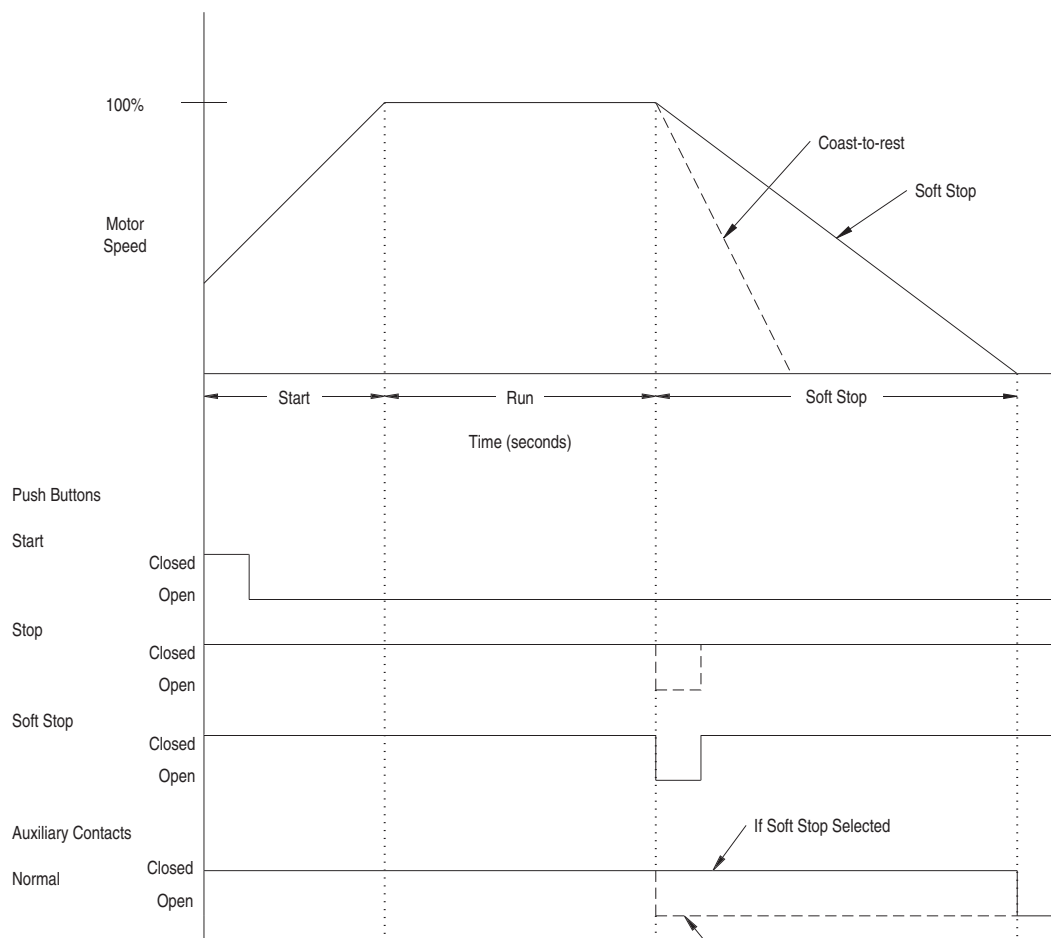 100%
Coast-to-rest
Soft Stop
Motor
Speed
Start
Run
Soft Stop
Time (seconds)
Push Buttons
Start
Closed
Open
Stop
Closed
Open
Soft Stop
Closed
Open
If Soft Stop Selected
Auxiliary Contacts
Closed
Normal
Open